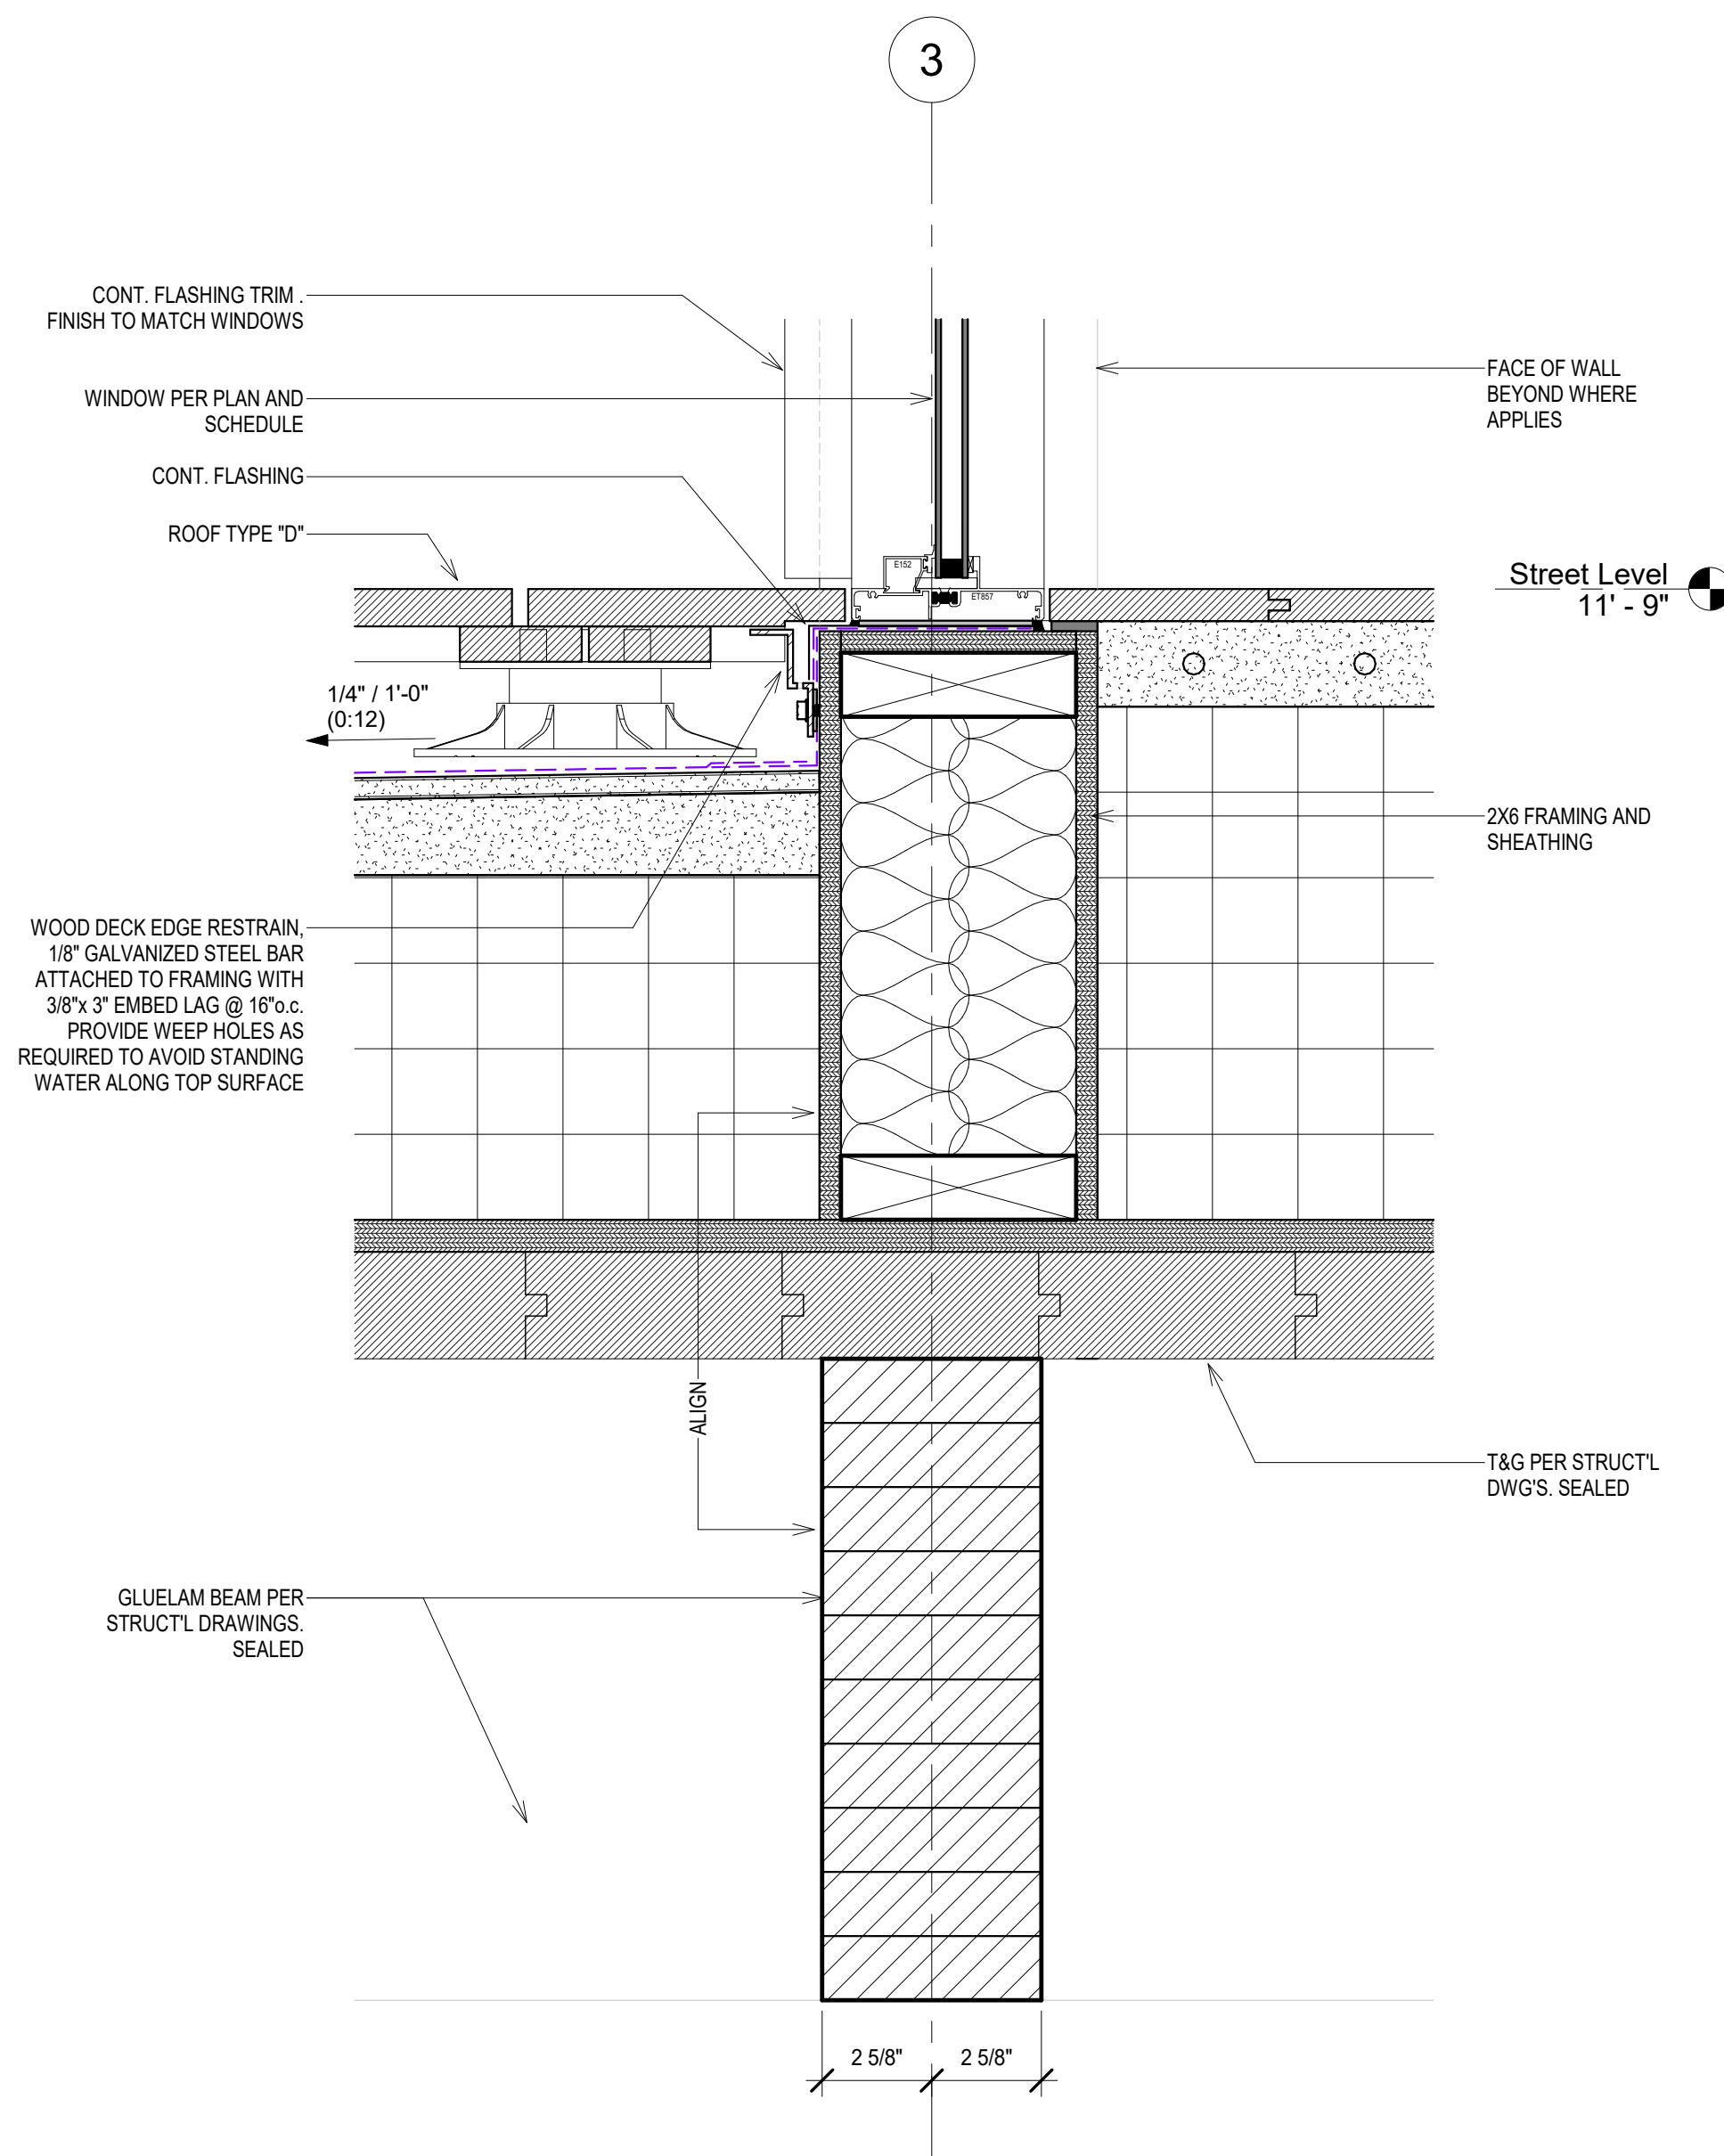 3
CONT. FLASHING TRIM .
FINISH TO MATCH WINDOWS
WINDOW PER PLAN AND
SCHEDULE
CONT. FLASHING
ROOF TYPE "D"
FACE OF WALL
BEYOND WHERE
APPLIES
E152
ET857
Street Level
11' - 9"
1/4" / 1'-0"
(0:12)
2X6 FRAMING AND
SHEATHING
WOOD DECK EDGE RESTRAIN,
1/8" GALVANIZED STEEL BAR
ATTACHED TO FRAMING WITH
3/8"x 3" EMBED LAG @ 16"o.c.
PROVIDE WEEP HOLES AS
REQUIRED TO AVOID STANDING
WATER ALONG TOP SURFACE
ALIGN
T&G PER STRUCT'L
DWG'S. SEALED
GLUELAM BEAM PER
STRUCT'L DRAWINGS.
SEALED
2 5/8" 2 5/8"